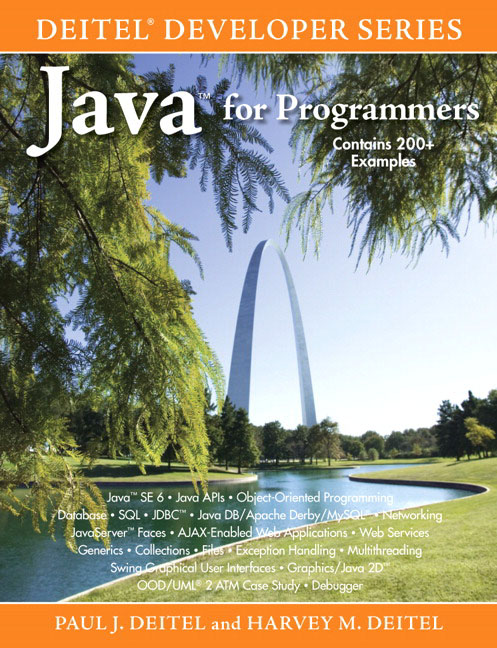 DEITEL® DEVELOPER SERIES
Java™ for Programmers
Contains 200+
Examples
Java™ SE 6 • Java APIs • Object-Oriented Programming
Database • SQL • JDBC™ • Java DB/Apache Derby/MySQL® • Networking
JavaServer™ Faces • AJAX-Enabled Web Applications • Web Services
Generics • Collections • Files • Exception Handling • Multithreading
Swing Graphical User Interfaces • Graphics/Java 2D™
OOD/UML® 2 ATM Case Study • Debugger
PAUL J. DEITEL and HARVEY M. DEITEL